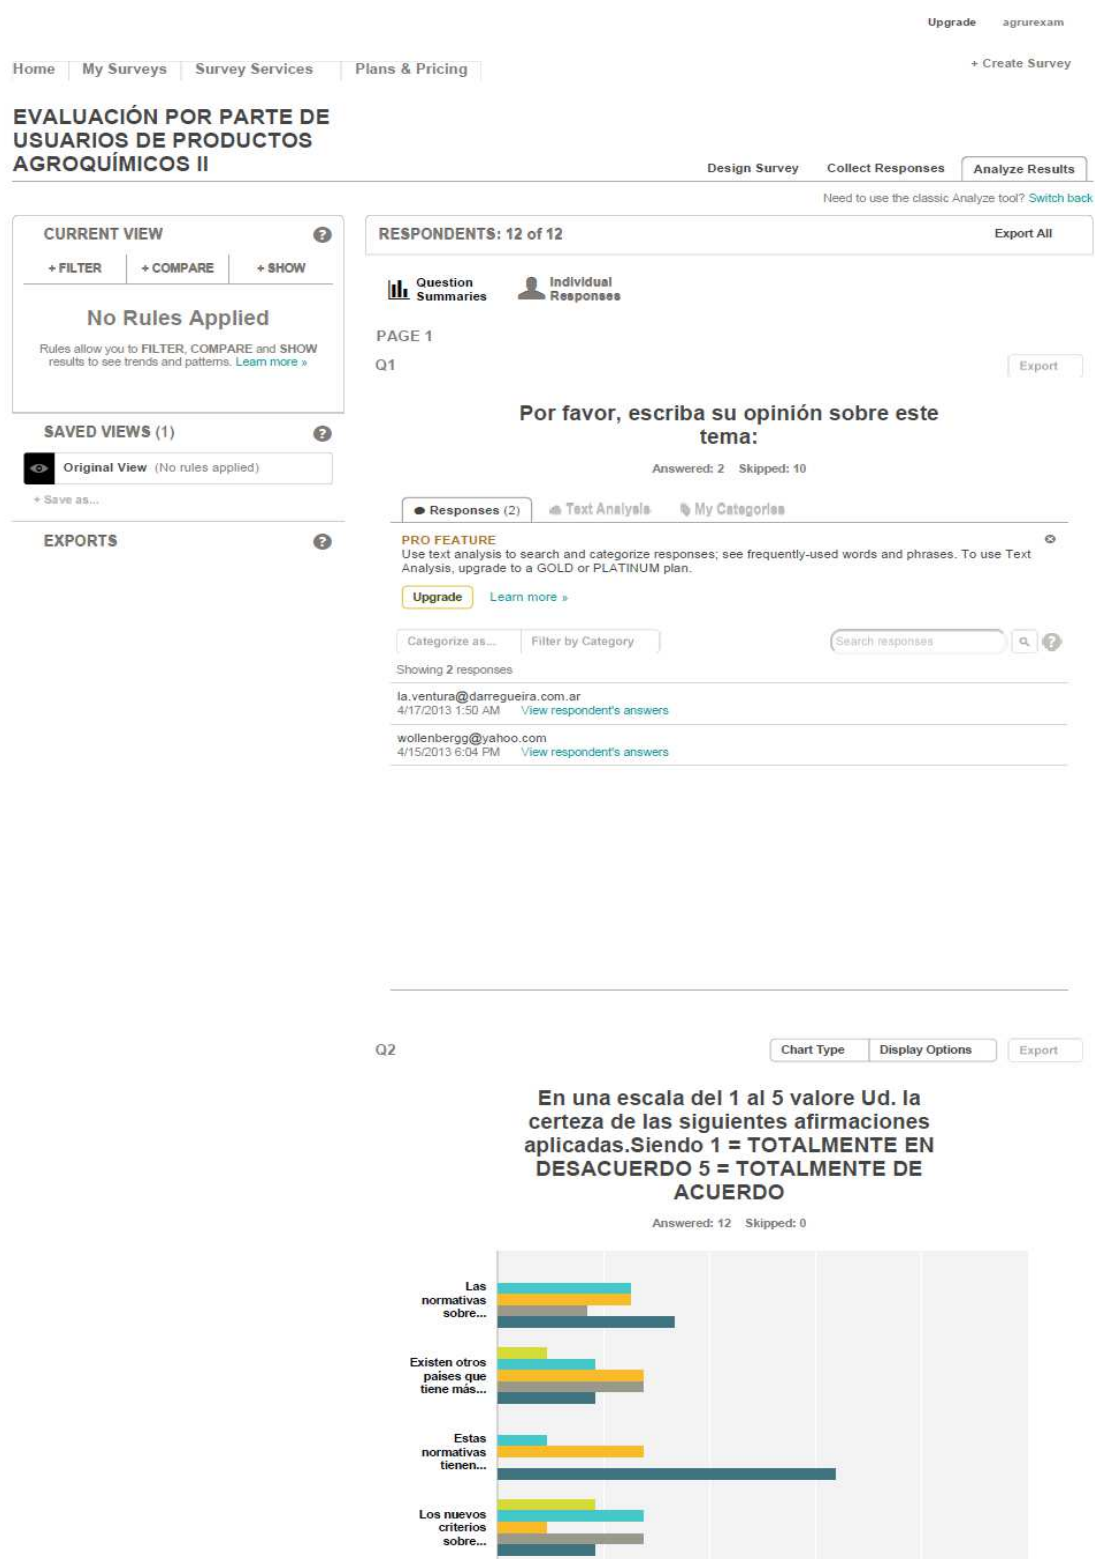 Upgrade agrurexam
Home My Surveys Survey Services Plans & Pricing + Create Survey
EVALUACIÓN POR PARTE DE
USUARIOS DE PRODUCTOS
AGROQUÍMICOS II
Design Survey Collect Responses Analyze Results
Need to use the classic Analyze tool? Switch back
CURRENT VIEW ?
+ FILTER + COMPARE + SHOW
No Rules Applied
Rules allow you to FILTER, COMPARE and SHOW
results to see trends and patterns. Learn more »
SAVED VIEWS (1) ?
Original View (No rules applied)
+ Save as...
EXPORTS ?
RESPONDENTS: 12 of 12 Export All
Question
Summaries
Individual
Responses
PAGE 1
Q1 Export
Por favor, escriba su opinión sobre este
tema:
Answered: 2 Skipped: 10
Responses (2) Text Analysis My Categories
PRO FEATURE
Use text analysis to search and categorize responses; see frequently-used words and phrases. To use Text
Analysis, upgrade to a GOLD or PLATINUM plan.
Upgrade Learn more »
Categorize as... Filter by Category Search responses ?
Showing 2 responses
la.ventura@darregueira.com.ar
4/17/2013 1:50 AM View respondent's answers
wollenbergg@yahoo.com
4/15/2013 6:04 PM View respondent's answers
Q2 Chart Type Display Options Export
En una escala del 1 al 5 valore Ud. la
certeza de las siguientes afirmaciones
aplicadas.Siendo 1 = TOTALMENTE EN
DESACUERDO 5 = TOTALMENTE DE
ACUERDO
Answered: 12 Skipped: 0
Las
normativas
sobre...
Existen otros
países que
tiene más...
Estas
normativas
tienen...
Los nuevos
criterios
sobre...